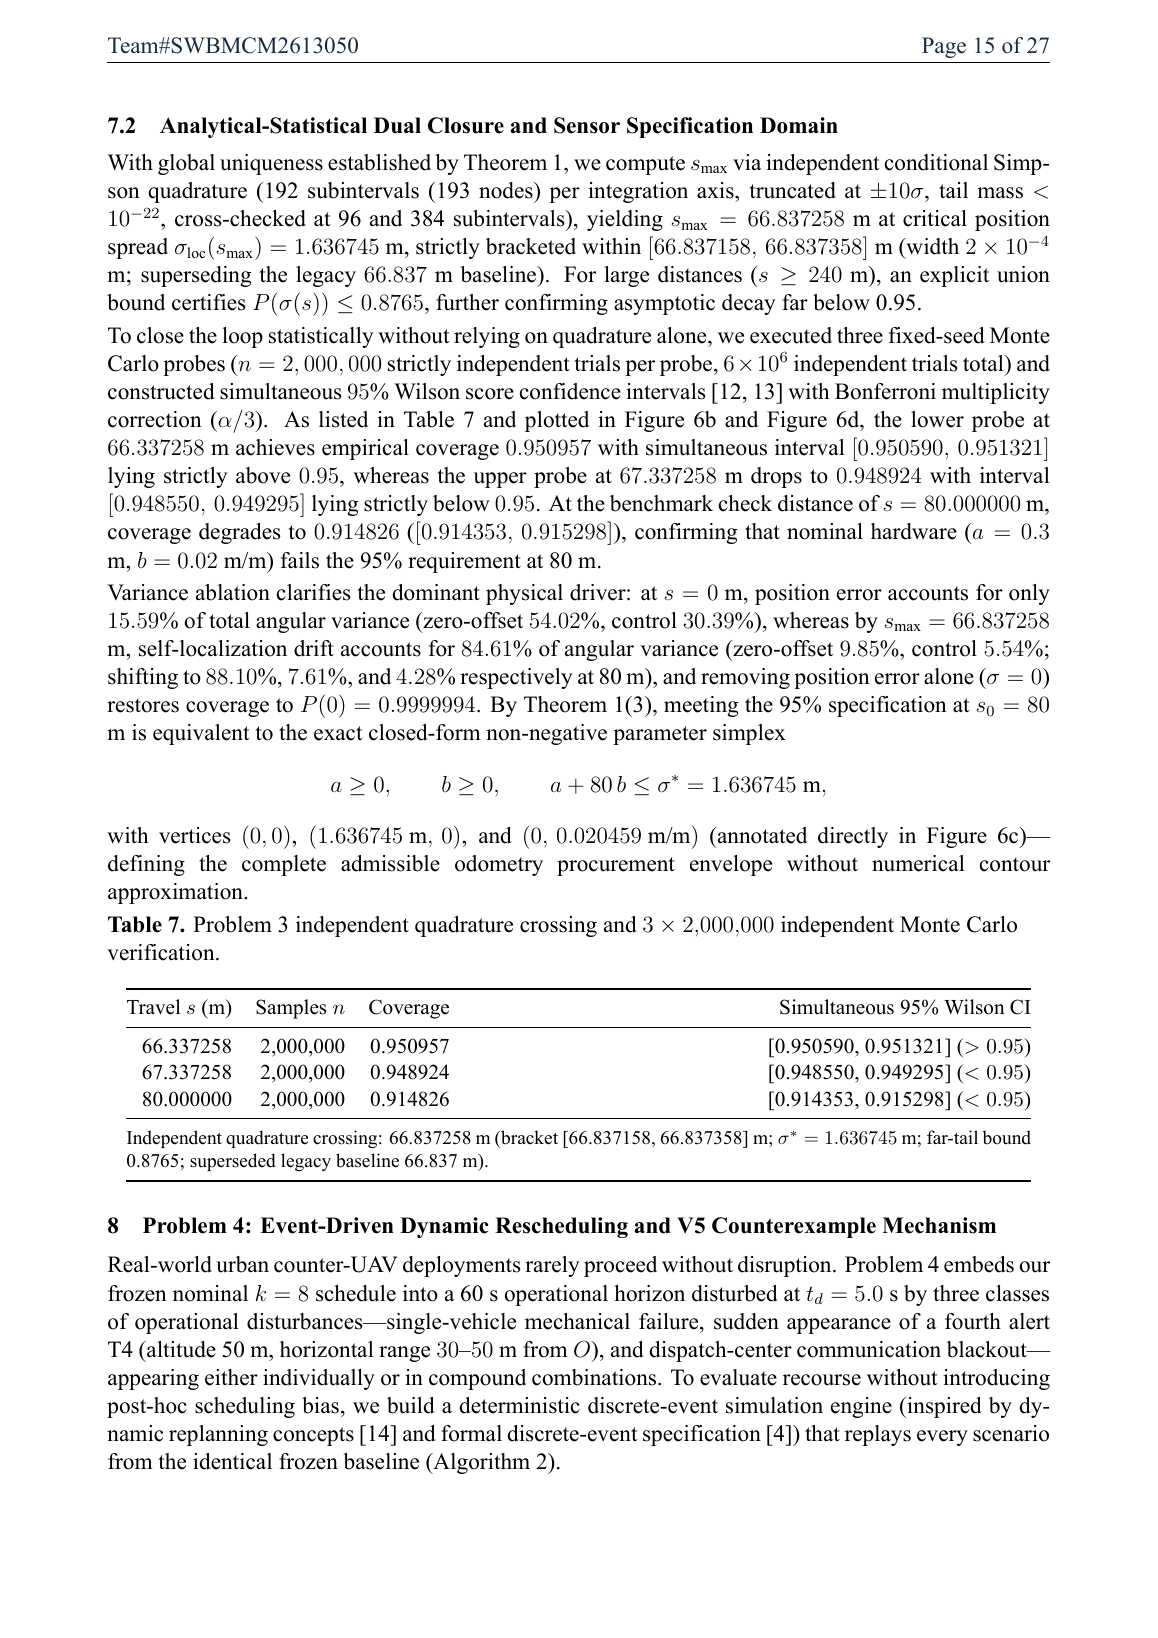 Team#SWBMCM2613050 Page 15 of 27
7.2 Analytical-Statistical Dual Closure and Sensor Specification Domain
With global uniqueness established by Theorem 1, we compute s_max via independent conditional Simp-
son quadrature (192 subintervals (193 nodes) per integration axis, truncated at ±10σ, tail mass <
10⁻²², cross-checked at 96 and 384 subintervals), yielding s_max = 66.837258 m at critical position
spread σ_loc(s_max) = 1.636745 m, strictly bracketed within [66.837158, 66.837358] m (width 2 × 10⁻⁴
m; superseding the legacy 66.837 m baseline). For large distances (s ≥ 240 m), an explicit union
bound certifies P(σ(s)) ≤ 0.8765, further confirming asymptotic decay far below 0.95.
To close the loop statistically without relying on quadrature alone, we executed three fixed-seed Monte
Carlo probes (n = 2, 000, 000 strictly independent trials per probe, 6×10⁶ independent trials total) and
constructed simultaneous 95% Wilson score confidence intervals [12, 13] with Bonferroni multiplicity
correction (α/3). As listed in Table 7 and plotted in Figure 6b and Figure 6d, the lower probe at
66.337258 m achieves empirical coverage 0.950957 with simultaneous interval [0.950590, 0.951321]
lying strictly above 0.95, whereas the upper probe at 67.337258 m drops to 0.948924 with interval
[0.948550, 0.949295] lying strictly below 0.95. At the benchmark check distance of s = 80.000000 m,
coverage degrades to 0.914826 ([0.914353, 0.915298]), confirming that nominal hardware (a = 0.3
m, b = 0.02 m/m) fails the 95% requirement at 80 m.
Variance ablation clarifies the dominant physical driver: at s = 0 m, position error accounts for only
15.59% of total angular variance (zero-offset 54.02%, control 30.39%), whereas by s_max = 66.837258
m, self-localization drift accounts for 84.61% of angular variance (zero-offset 9.85%, control 5.54%;
shifting to 88.10%, 7.61%, and 4.28% respectively at 80 m), and removing position error alone (σ = 0)
restores coverage to P(0) = 0.9999994. By Theorem 1(3), meeting the 95% specification at s₀ = 80
m is equivalent to the exact closed-form non-negative parameter simplex
a ≥ 0, b ≥ 0, a + 80 b ≤ σ* = 1.636745 m,
with vertices (0, 0), (1.636745 m, 0), and (0, 0.020459 m/m) (annotated directly in Figure 6c)—
defining the complete admissible odometry procurement envelope without numerical contour
approximation.
Table 7. Problem 3 independent quadrature crossing and 3 × 2,000,000 independent Monte Carlo
verification.
Travel s (m) Samples n Coverage Simultaneous 95% Wilson CI
66.337258 2,000,000 0.950957 [0.950590, 0.951321] (> 0.95)
67.337258 2,000,000 0.948924 [0.948550, 0.949295] (< 0.95)
80.000000 2,000,000 0.914826 [0.914353, 0.915298] (< 0.95)
Independent quadrature crossing: 66.837258 m (bracket [66.837158, 66.837358] m; σ* = 1.636745 m; far-tail bound
0.8765; superseded legacy baseline 66.837 m).
8 Problem 4: Event-Driven Dynamic Rescheduling and V5 Counterexample Mechanism
Real-world urban counter-UAV deployments rarely proceed without disruption. Problem 4 embeds our
frozen nominal k = 8 schedule into a 60 s operational horizon disturbed at t_d = 5.0 s by three classes
of operational disturbances—single-vehicle mechanical failure, sudden appearance of a fourth alert
T4 (altitude 50 m, horizontal range 30–50 m from O), and dispatch-center communication blackout—
appearing either individually or in compound combinations. To evaluate recourse without introducing
post-hoc scheduling bias, we build a deterministic discrete-event simulation engine (inspired by dy-
namic replanning concepts [14] and formal discrete-event specification [4]) that replays every scenario
from the identical frozen baseline (Algorithm 2).